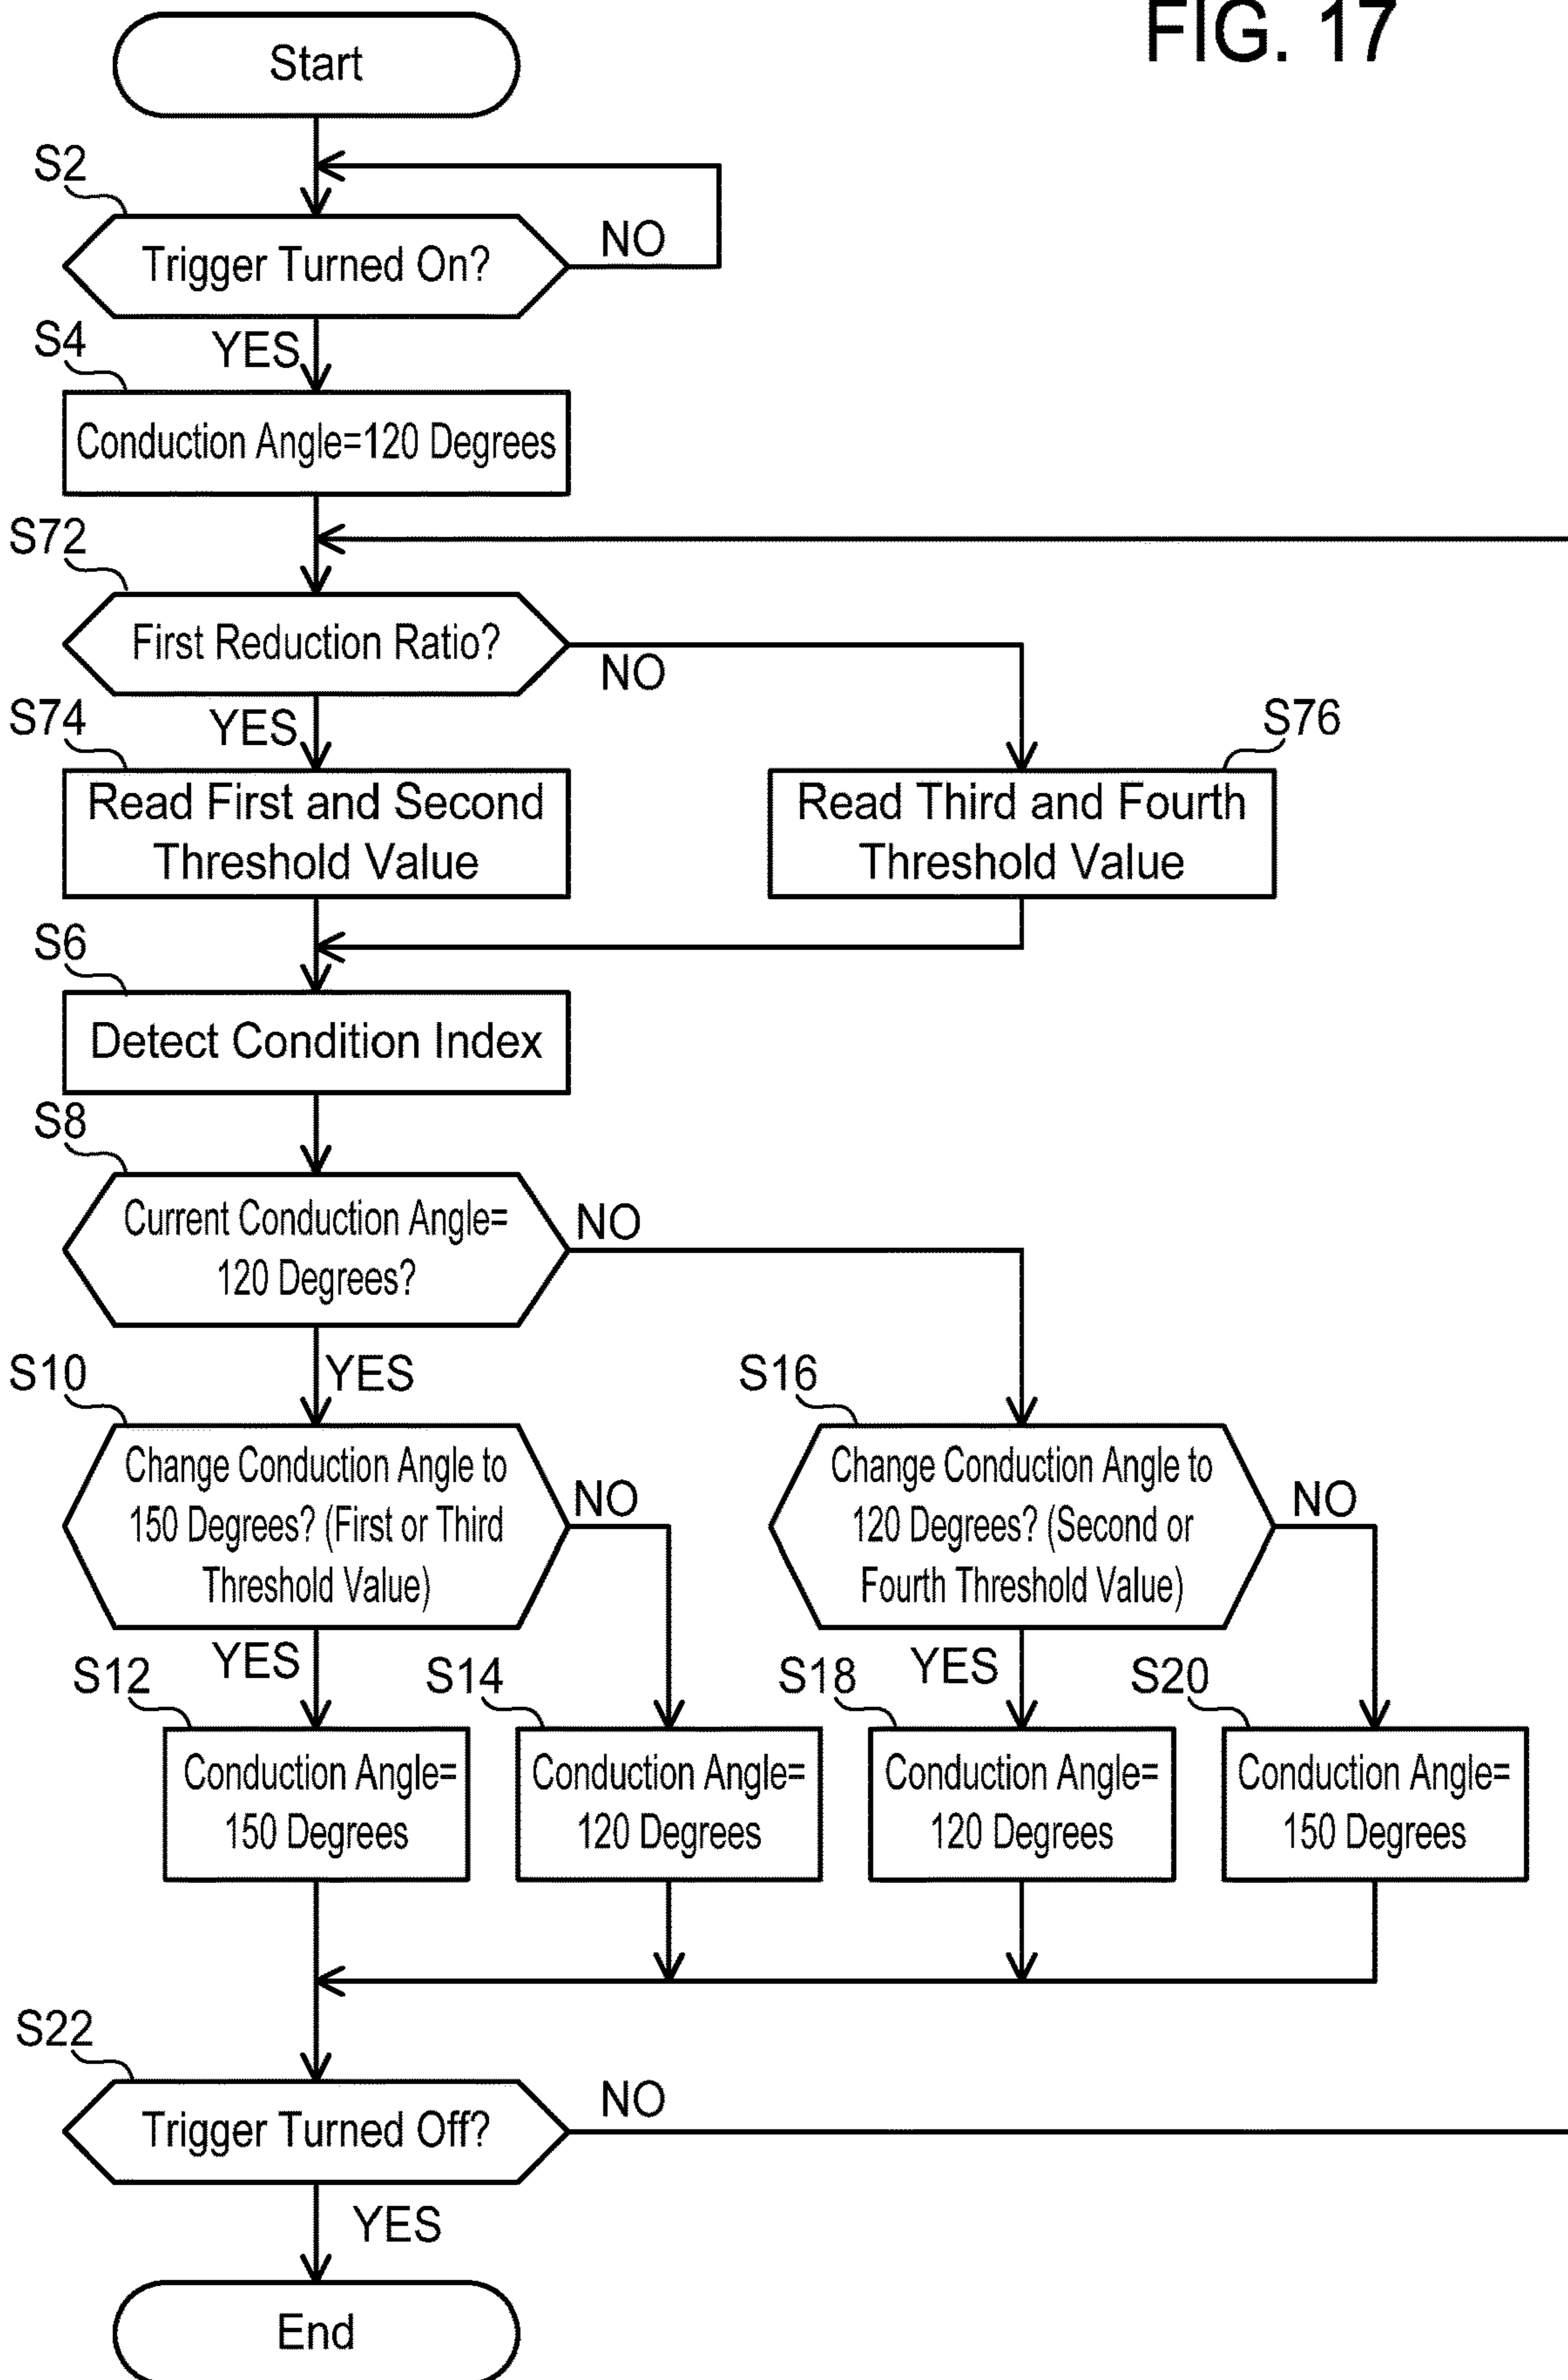 FIG. 17
Start
S2
Trigger Turned On?
NO
YES
S4
Conduction Angle=120 Degrees
S72
First Reduction Ratio?
NO
YES
S74
Read First and Second
Threshold Value
S76
Read Third and Fourth
Threshold Value
S6
Detect Condition Index
S8
Current Conduction Angle=
120 Degrees?
NO
YES
S10
Change Conduction Angle to
150 Degrees? (First or Third
Threshold Value)
NO
YES
S16
Change Conduction Angle to
120 Degrees? (Second or
Fourth Threshold Value)
NO
YES
S12
Conduction Angle=
150 Degrees
S14
Conduction Angle=
120 Degrees
S18
Conduction Angle=
120 Degrees
S20
Conduction Angle=
150 Degrees
S22
Trigger Turned Off?
NO
YES
End